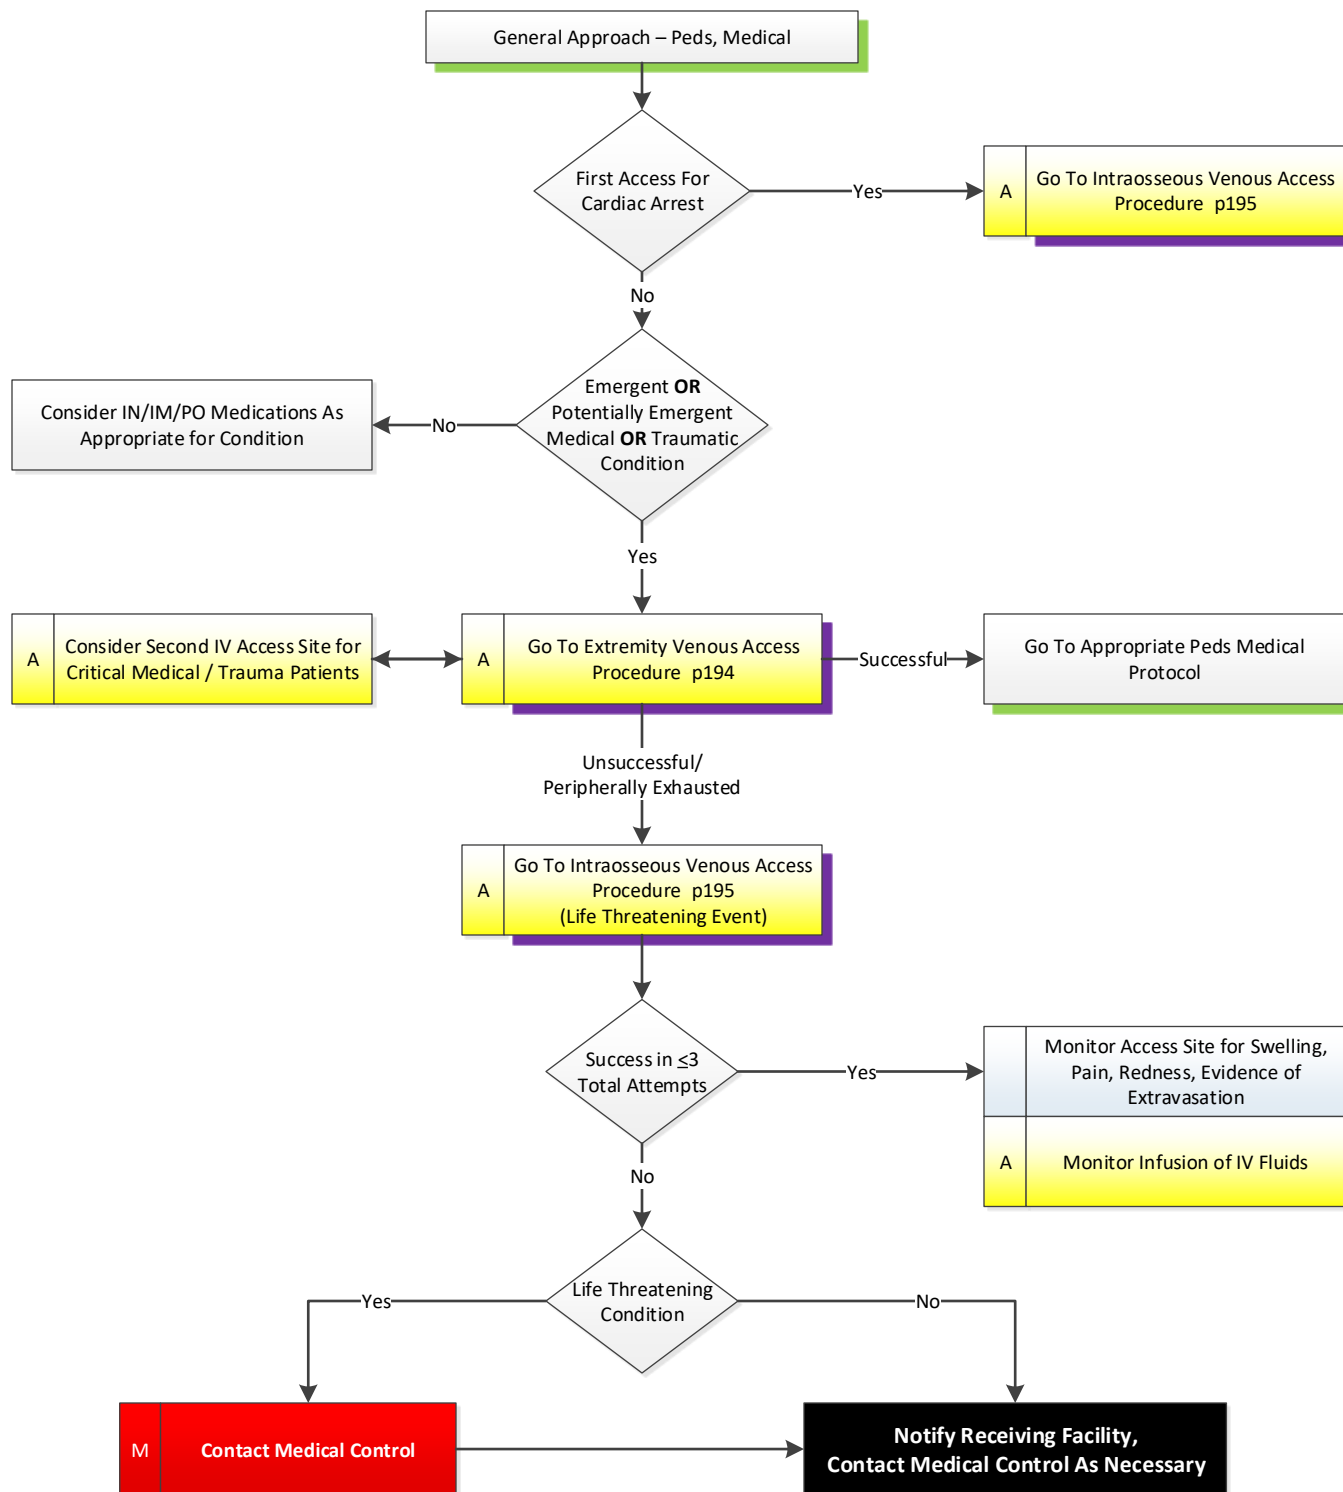 General Approach – Peds, Medical
First Access For
Cardiac Arrest
Yes
A
Go To Intraosseous Venous Access
Procedure p195
No
Emergent OR
Potentially Emergent
Medical OR Traumatic
Condition
No
Consider IN/IM/PO Medications As
Appropriate for Condition
Yes
A
Consider Second IV Access Site for
Critical Medical / Trauma Patients
A
Go To Extremity Venous Access
Procedure p194
Successful
Go To Appropriate Peds Medical
Protocol
Unsuccessful/
Peripherally Exhausted
A
Go To Intraosseous Venous Access
Procedure p195
(Life Threatening Event)
Success in ≤3
Total Attempts
Yes
Monitor Access Site for Swelling,
Pain, Redness, Evidence of
Extravasation
A
Monitor Infusion of IV Fluids
No
Life Threatening
Condition
Yes
No
M
Contact Medical Control
Notify Receiving Facility,
Contact Medical Control As Necessary